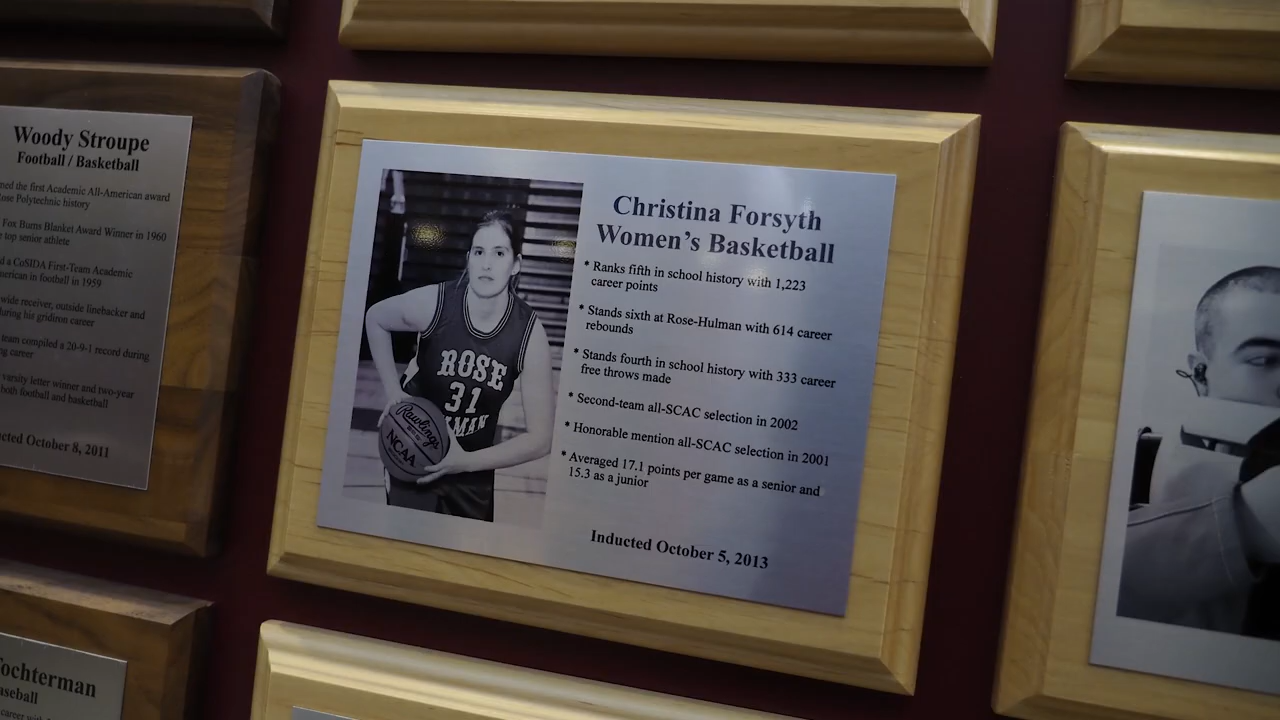 Woody Stroupe
Football / Basketball
the first Academic All-American award
Rose Polytechnic history
Fox Burns Blanket Award Winner in 1960
top senior athlete
a CoSIDA First-Team Academic
in football in 1959
wide receiver, outside linebacker and
during his gridiron career
team compiled a 20-9-1 record during
career
varsity letter winner and two-year
both football and basketball
October 8, 2011
Christina Forsyth
Women's Basketball
* Ranks fifth in school history with 1,223
career points
* Stands sixth at Rose-Hulman with 614 career
rebounds
* Stands fourth in school history with 333 career
free throws made
* Second-team all-SCAC selection in 2002
* Honorable mention all-SCAC selection in 2001
* Averaged 17.1 points per game as a senior and
15.3 as a junior
Inducted October 5, 2013
ROSE
31
Rawlings
NCAA
career